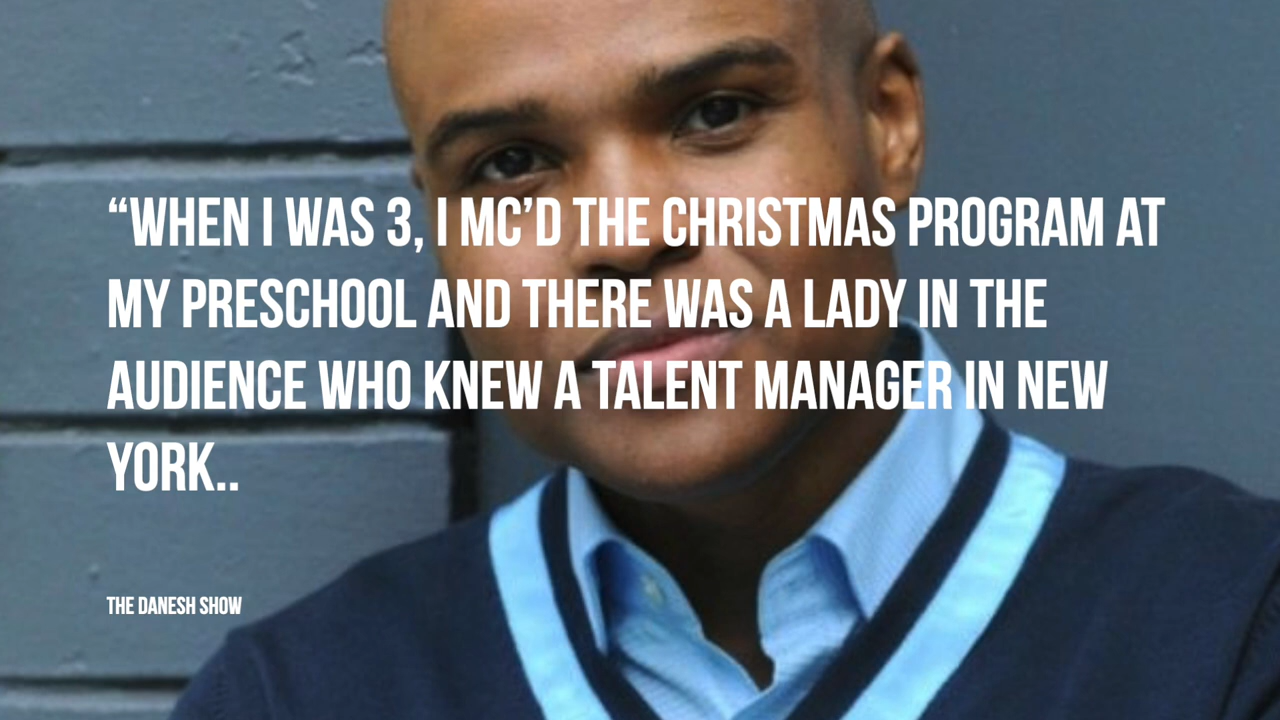 “WHEN I WAS 3, I MC’D THE CHRISTMAS PROGRAM AT
MY PRESCHOOL AND THERE WAS A LADY IN THE
AUDIENCE WHO KNEW A TALENT MANAGER IN NEW
YORK..
THE DANESH SHOW